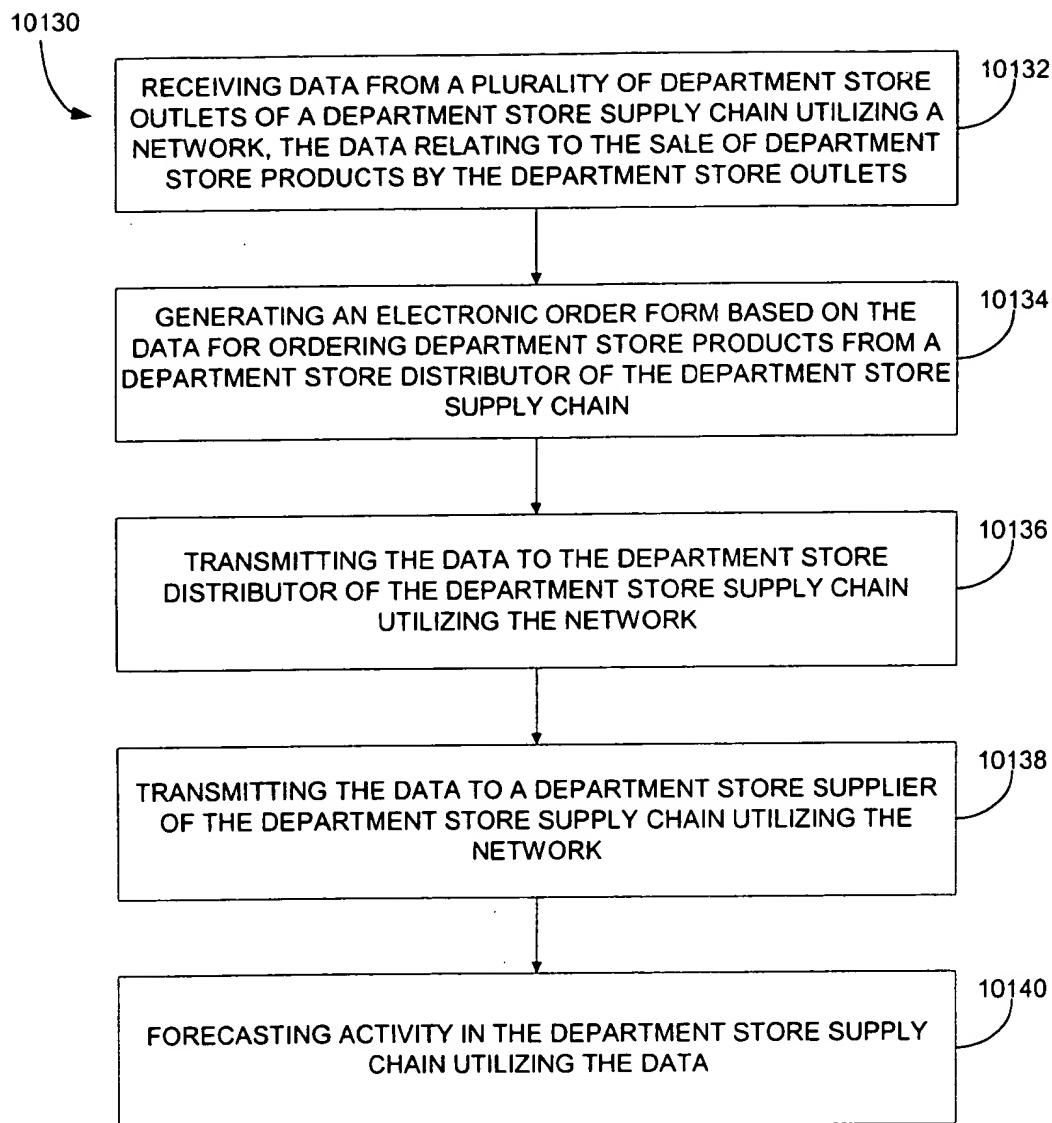 10130
RECEIVING DATA FROM A PLURALITY OF DEPARTMENT STORE
OUTLETS OF A DEPARTMENT STORE SUPPLY CHAIN UTILIZING A
NETWORK, THE DATA RELATING TO THE SALE OF DEPARTMENT
STORE PRODUCTS BY THE DEPARTMENT STORE OUTLETS
10132
GENERATING AN ELECTRONIC ORDER FORM BASED ON THE
DATA FOR ORDERING DEPARTMENT STORE PRODUCTS FROM A
DEPARTMENT STORE DISTRIBUTOR OF THE DEPARTMENT STORE
SUPPLY CHAIN
10134
TRANSMITTING THE DATA TO THE DEPARTMENT STORE
DISTRIBUTOR OF THE DEPARTMENT STORE SUPPLY CHAIN
UTILIZING THE NETWORK
10136
TRANSMITTING THE DATA TO A DEPARTMENT STORE SUPPLIER
OF THE DEPARTMENT STORE SUPPLY CHAIN UTILIZING THE
NETWORK
10138
FORECASTING ACTIVITY IN THE DEPARTMENT STORE SUPPLY
CHAIN UTILIZING THE DATA
10140